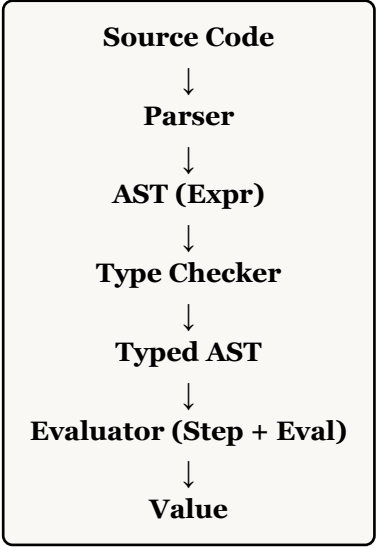 Source Code
↓
Parser
↓
AST (Expr)
↓
Type Checker
↓
Typed AST
↓
Evaluator (Step + Eval)
↓
Value